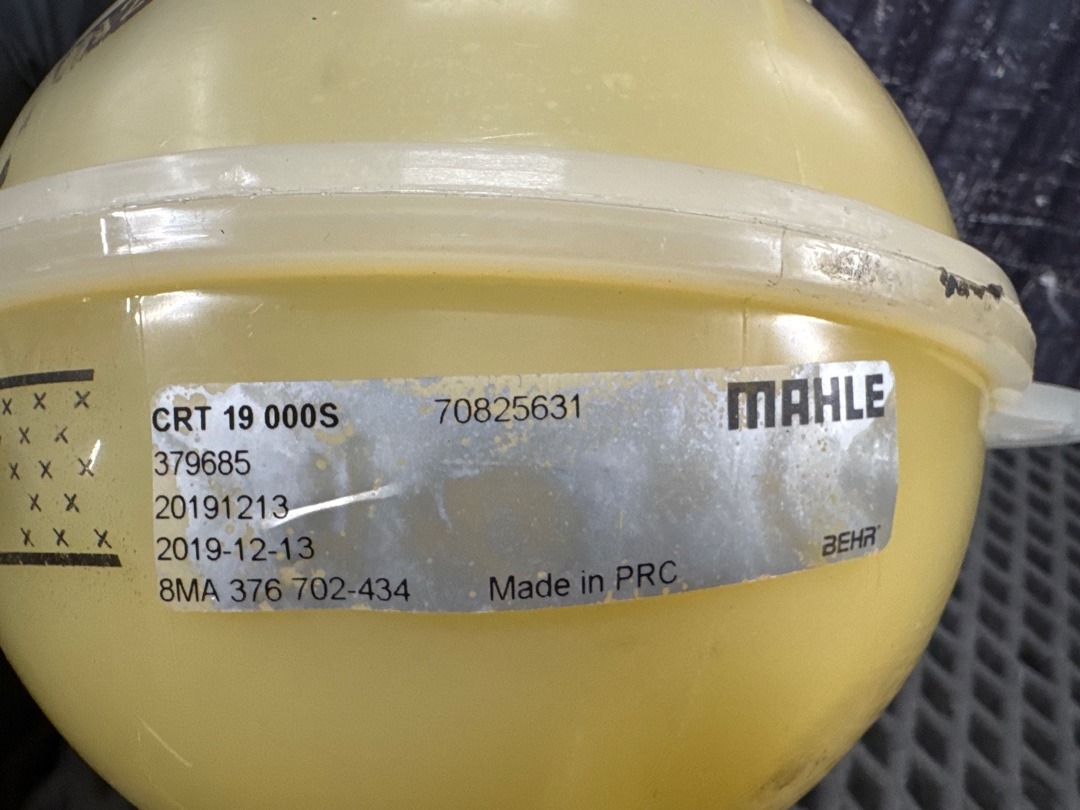 CRT 19 000S 70825631 MAHLE
379685
20191213
2019-12-13
BEHR
8MA 376 702-434 Made in PRC